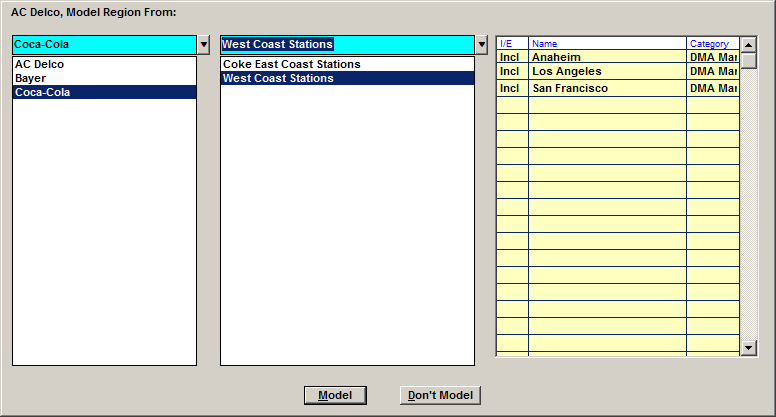 AC Delco, Model Region From:
Coca-Cola
AC Delco
Bayer
Coca-Cola
West Coast Stations
Coke East Coast Stations
West Coast Stations
I/E Name Category
Incl Anaheim DMA Mar
Incl Los Angeles DMA Mar
Incl San Francisco DMA Mar
Model Don't Model